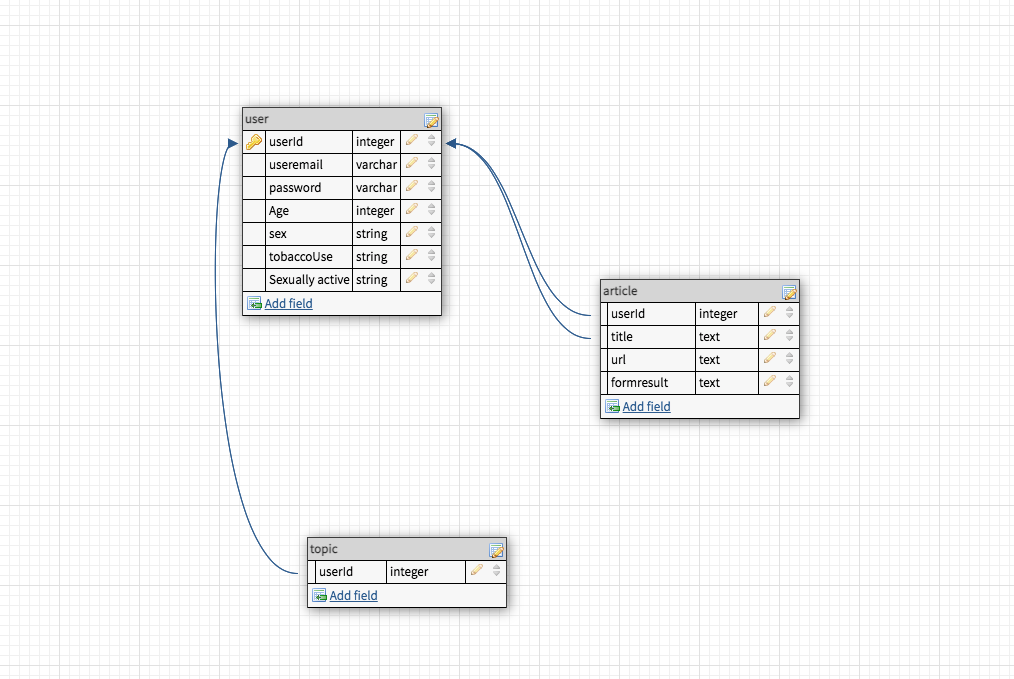 user
userId integer
useremail varchar
password varchar
Age integer
sex string
tobaccoUse string
Sexually active string
Add field
article
userId integer
title text
url text
formresult text
Add field
topic
userId integer
Add field